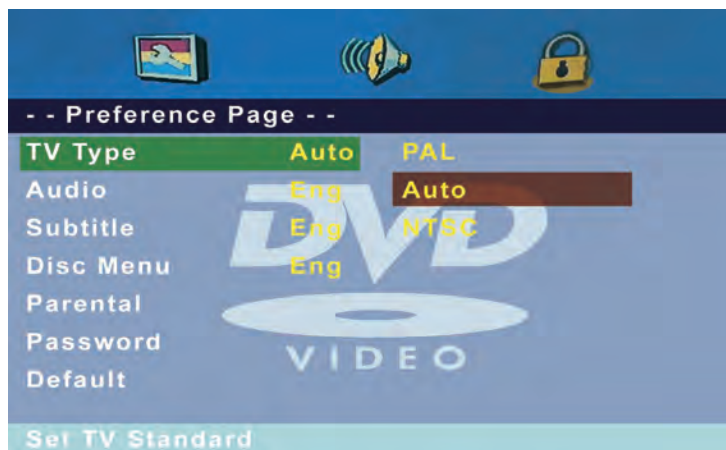 - - Preference Page - -
TV Type Auto PAL
Audio Eng Auto
Subtitle Eng NTSC
Disc Menu Eng
Parental
Password
Default
DVD
VIDEO
Set TV Standard